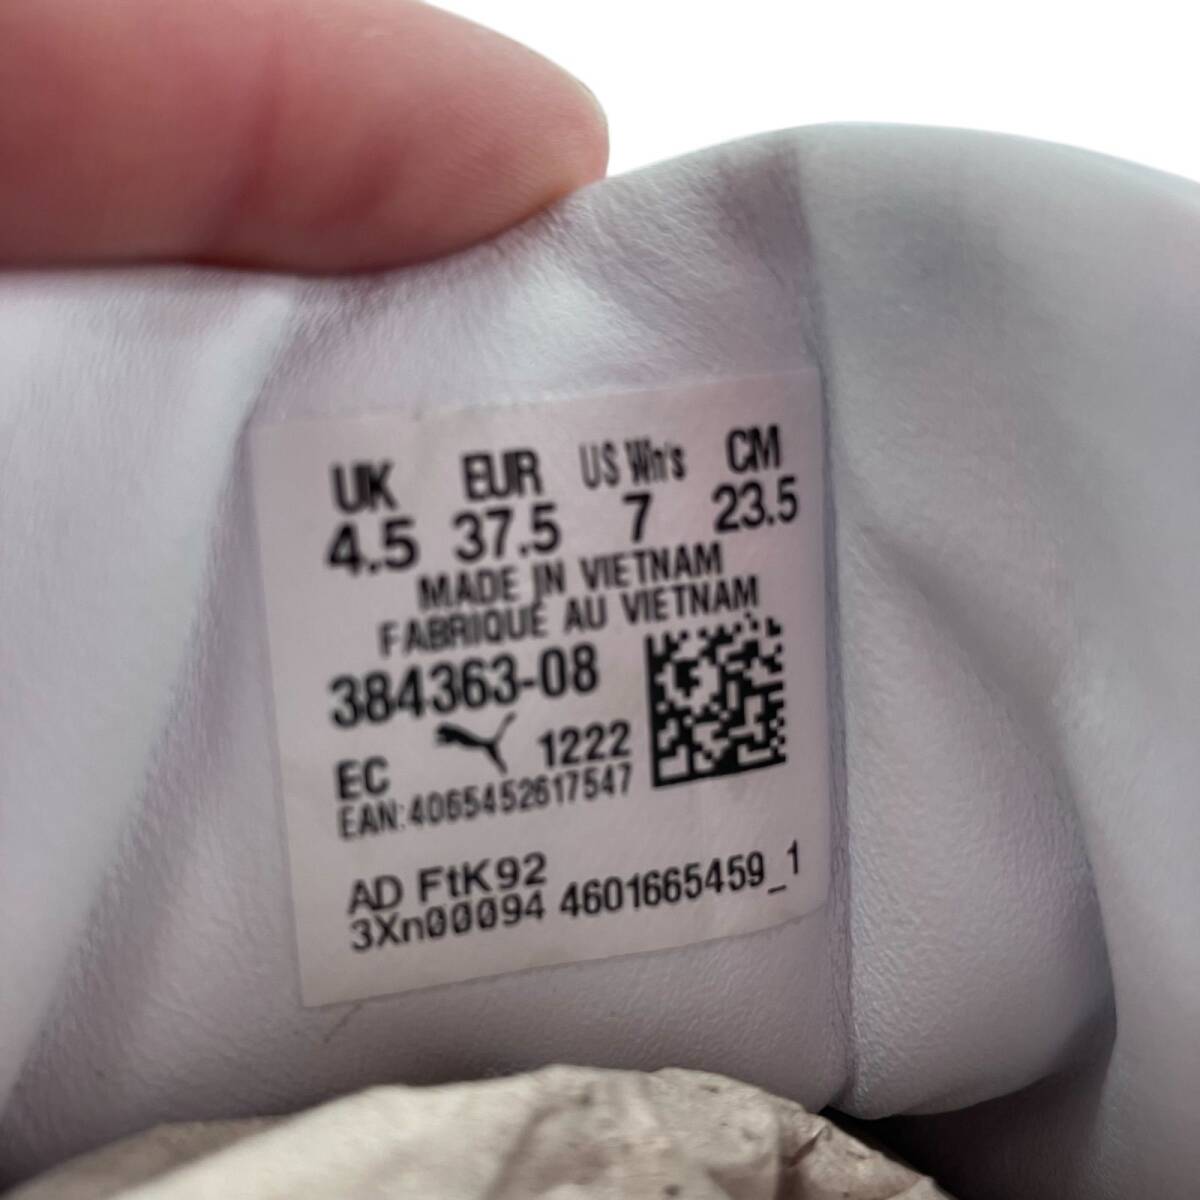 UK EUR US Wn's CM
4.5 37.5 7 23.5
MADE IN VIETNAM
FABRIQUÉ AU VIETNAM
384363-08
EC 1222
EAN:4065452617547
AD FtK92
3Xn00094 4601665459_1